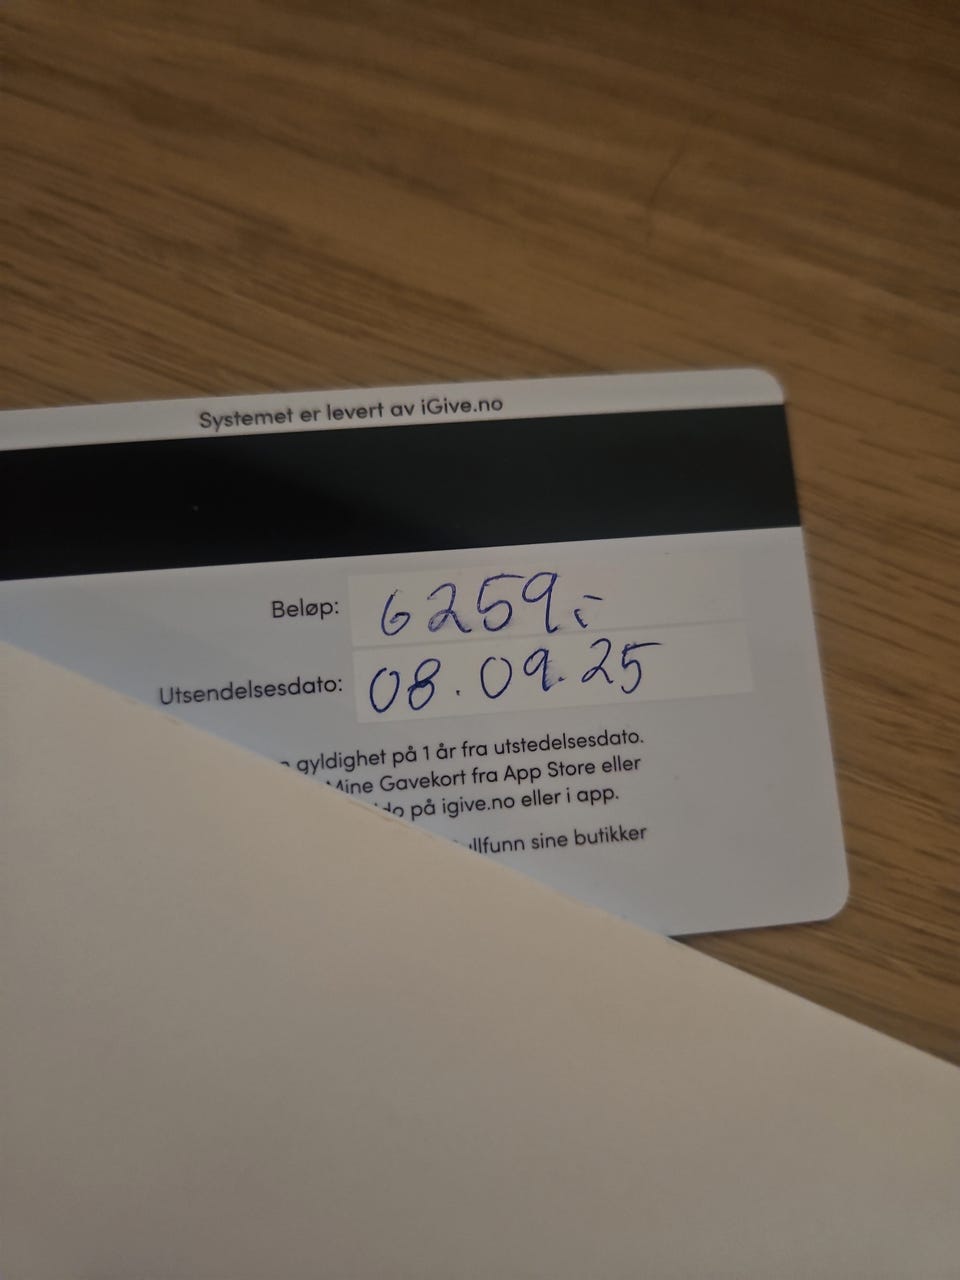 Systemet er levert av iGive.no
Beløp: 6259,-
Utsendelsesdato: 08.09.25
gyldighet på 1 år fra utstedelsesdato.
Mine Gavekort fra App Store eller
på igive.no eller i app.
sine butikker